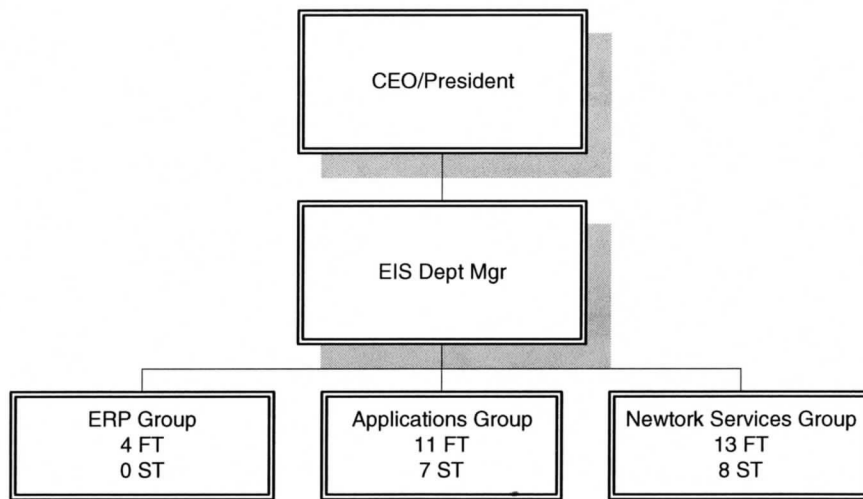 CEO/President
EIS Dept Mgr
ERP Group
4 FT
0 ST
Applications Group
11 FT
7 ST
Newtork Services Group
13 FT
8 ST